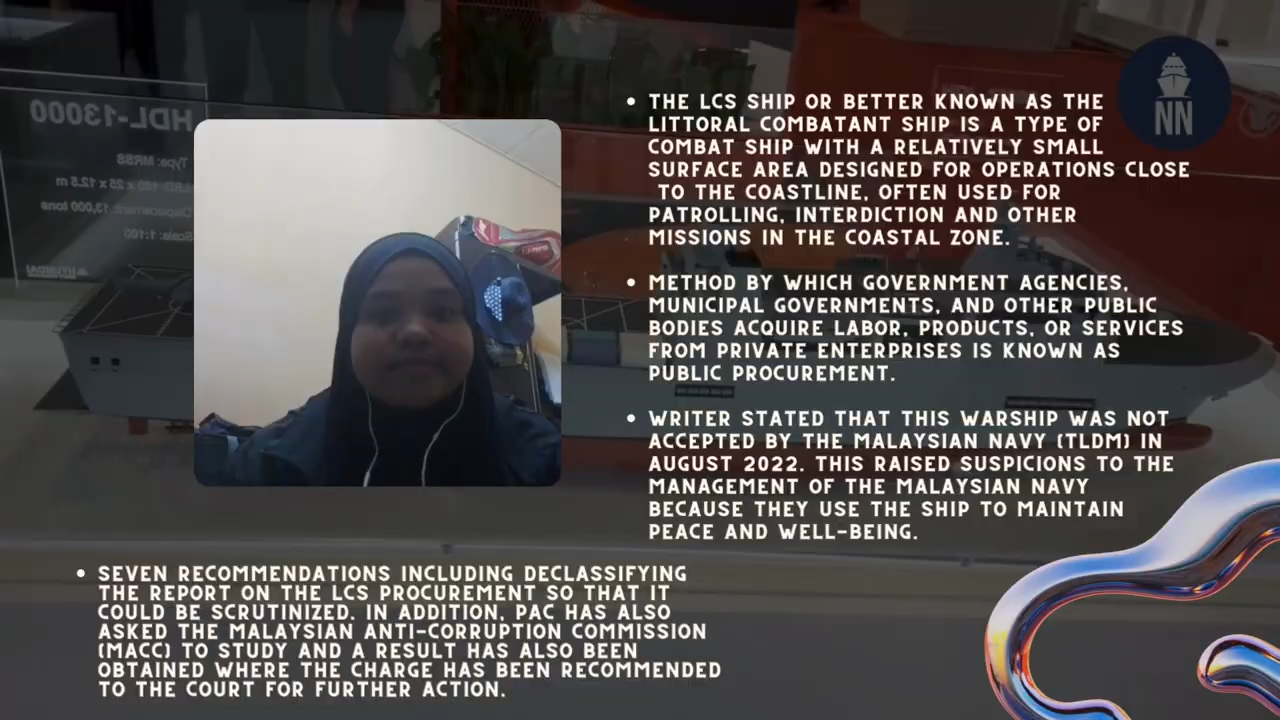 HDL-13000
Type: MRSS
Displacement: 13,000 tons
Scale: 1:100
HYUNDAI
NN
• THE LCS SHIP OR BETTER KNOWN AS THE
LITTORAL COMBATANT SHIP IS A TYPE OF
COMBAT SHIP WITH A RELATIVELY SMALL
SURFACE AREA DESIGNED FOR OPERATIONS CLOSE
TO THE COASTLINE, OFTEN USED FOR
PATROLLING, INTERDICTION AND OTHER
MISSIONS IN THE COASTAL ZONE.
• METHOD BY WHICH GOVERNMENT AGENCIES,
MUNICIPAL GOVERNMENTS, AND OTHER PUBLIC
BODIES ACQUIRE LABOR, PRODUCTS, OR SERVICES
FROM PRIVATE ENTERPRISES IS KNOWN AS
PUBLIC PROCUREMENT.
• WRITER STATED THAT THIS WARSHIP WAS NOT
ACCEPTED BY THE MALAYSIAN NAVY (TLDM) IN
AUGUST 2022. THIS RAISED SUSPICIONS TO THE
MANAGEMENT OF THE MALAYSIAN NAVY
BECAUSE THEY USE THE SHIP TO MAINTAIN
PEACE AND WELL-BEING.
• SEVEN RECOMMENDATIONS INCLUDING DECLASSIFYING
THE REPORT ON THE LCS PROCUREMENT SO THAT IT
COULD BE SCRUTINIZED. IN ADDITION, PAC HAS ALSO
ASKED THE MALAYSIAN ANTI-CORRUPTION COMMISSION
(MACC) TO STUDY AND A RESULT HAS ALSO BEEN
OBTAINED WHERE THE CHARGE HAS BEEN RECOMMENDED
TO THE COURT FOR FURTHER ACTION.